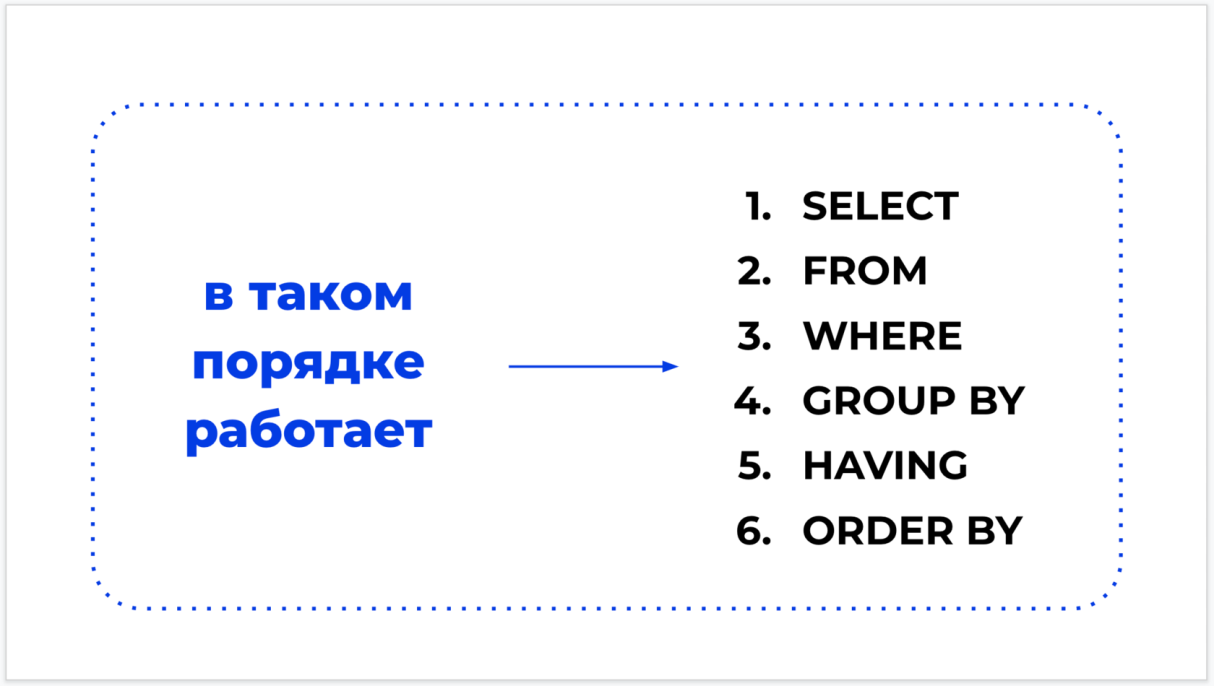 в таком
порядке
работает
1. SELECT
2. FROM
3. WHERE
4. GROUP BY
5. HAVING
6. ORDER BY